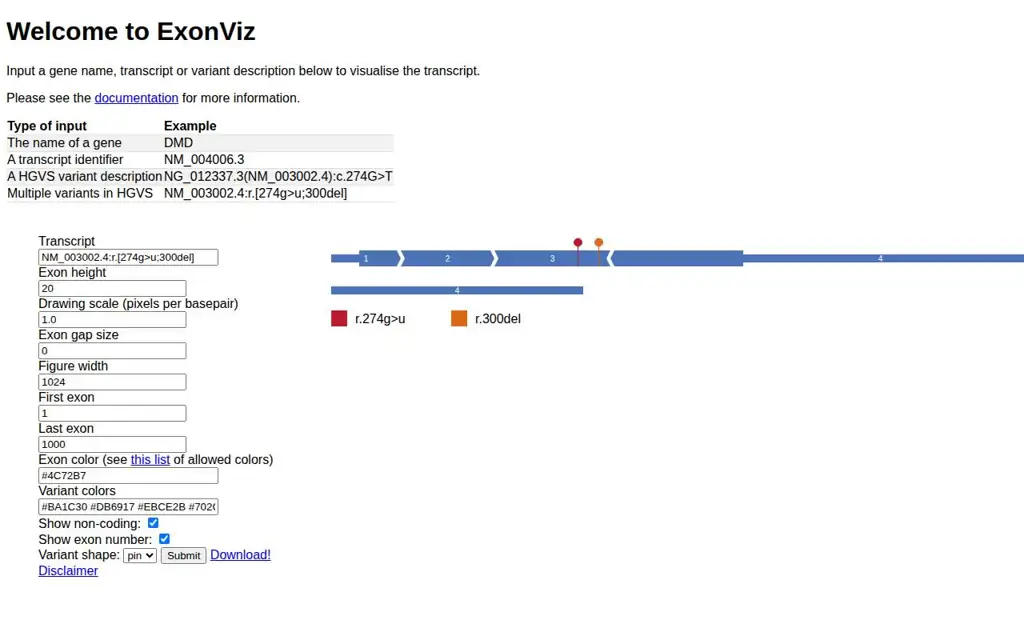 Welcome to ExonViz
Input a gene name, transcript or variant description below to visualise the transcript.
Please see the documentation for more information.
Type of input Example
The name of a gene DMD
A transcript identifier NM_004006.3
A HGVS variant description NG_012337.3(NM_003002.4):c.274G>T
Multiple variants in HGVS NM_003002.4:r.[274g>u;300del]
Transcript
NM_003002.4:r.[274g>u;300del]
Exon height
20
Drawing scale (pixels per basepair)
1.0
Exon gap size
0
Figure width
1024
First exon
1
Last exon
1000
Exon color (see this list of allowed colors)
#4C72B7
Variant colors
#BA1C30 #DB6917 #EBCE2B #702
Show non-coding:
Show exon number:
Variant shape: pin Submit Download!
Disclaimer
1 2 3 4
4
r.274g>u r.300del